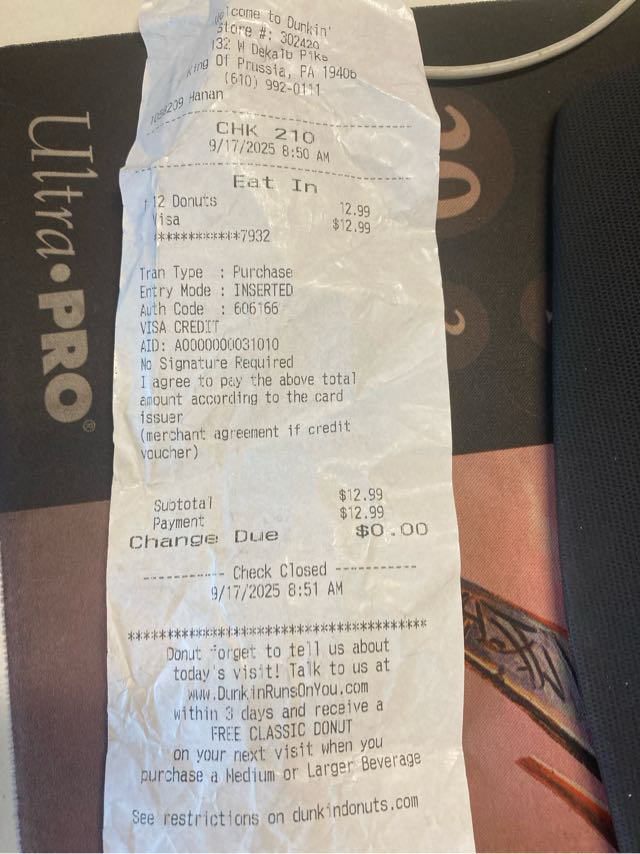 Welcome to Dunkin'
Store #: 302420
132 W Dekalb Pike
King Of Prussia, PA 19406
(610) 992-0111
Hanan
CHK 210
9/17/2025 8:50 AM
Eat In
12 Donuts 12.99
Visa $12.99
***********7932
Tran Type : Purchase
Entry Mode : INSERTED
Auth Code : 606166
VISA CREDIT
AID: A0000000031010
No Signature Required
I agree to pay the above total
amount according to the card
issuer
(merchant agreement if credit
voucher)
Subtotal $12.99
Payment $12.99
Change Due $0.00
----------- Check Closed -----------
9/17/2025 8:51 AM
************************************
Donut forget to tell us about
today's visit! Talk to us at
www.DunkinRunsOnYou.com
within 3 days and receive a
FREE CLASSIC DONUT
on your next visit when you
purchase a Medium or Larger Beverage
See restrictions on dunkindonuts.com
Ultra•PRO®